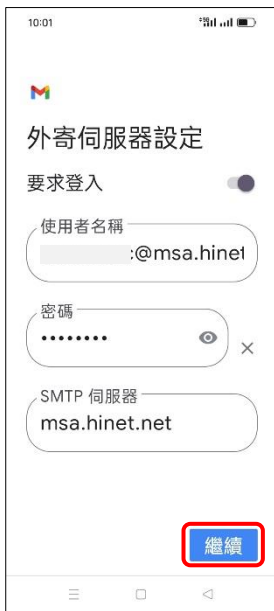 10:01
外寄伺服器設定
要求登入
使用者名稱
:@msa.hinet
密碼
••••••••
SMTP 伺服器
msa.hinet.net
繼續